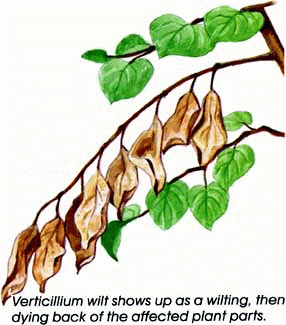 Verticillium wilt shows up as a wilting, then
dying back of the affected plant parts.